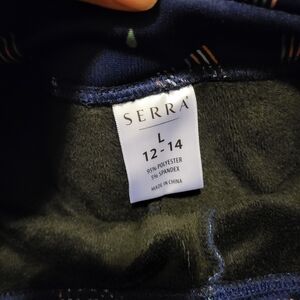 SERRA
L
12-14
95% POLYESTER
5% SPANDEX
MADE IN CHINA